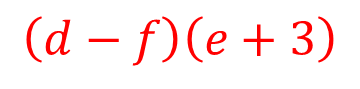 (d − f)(e + 3)